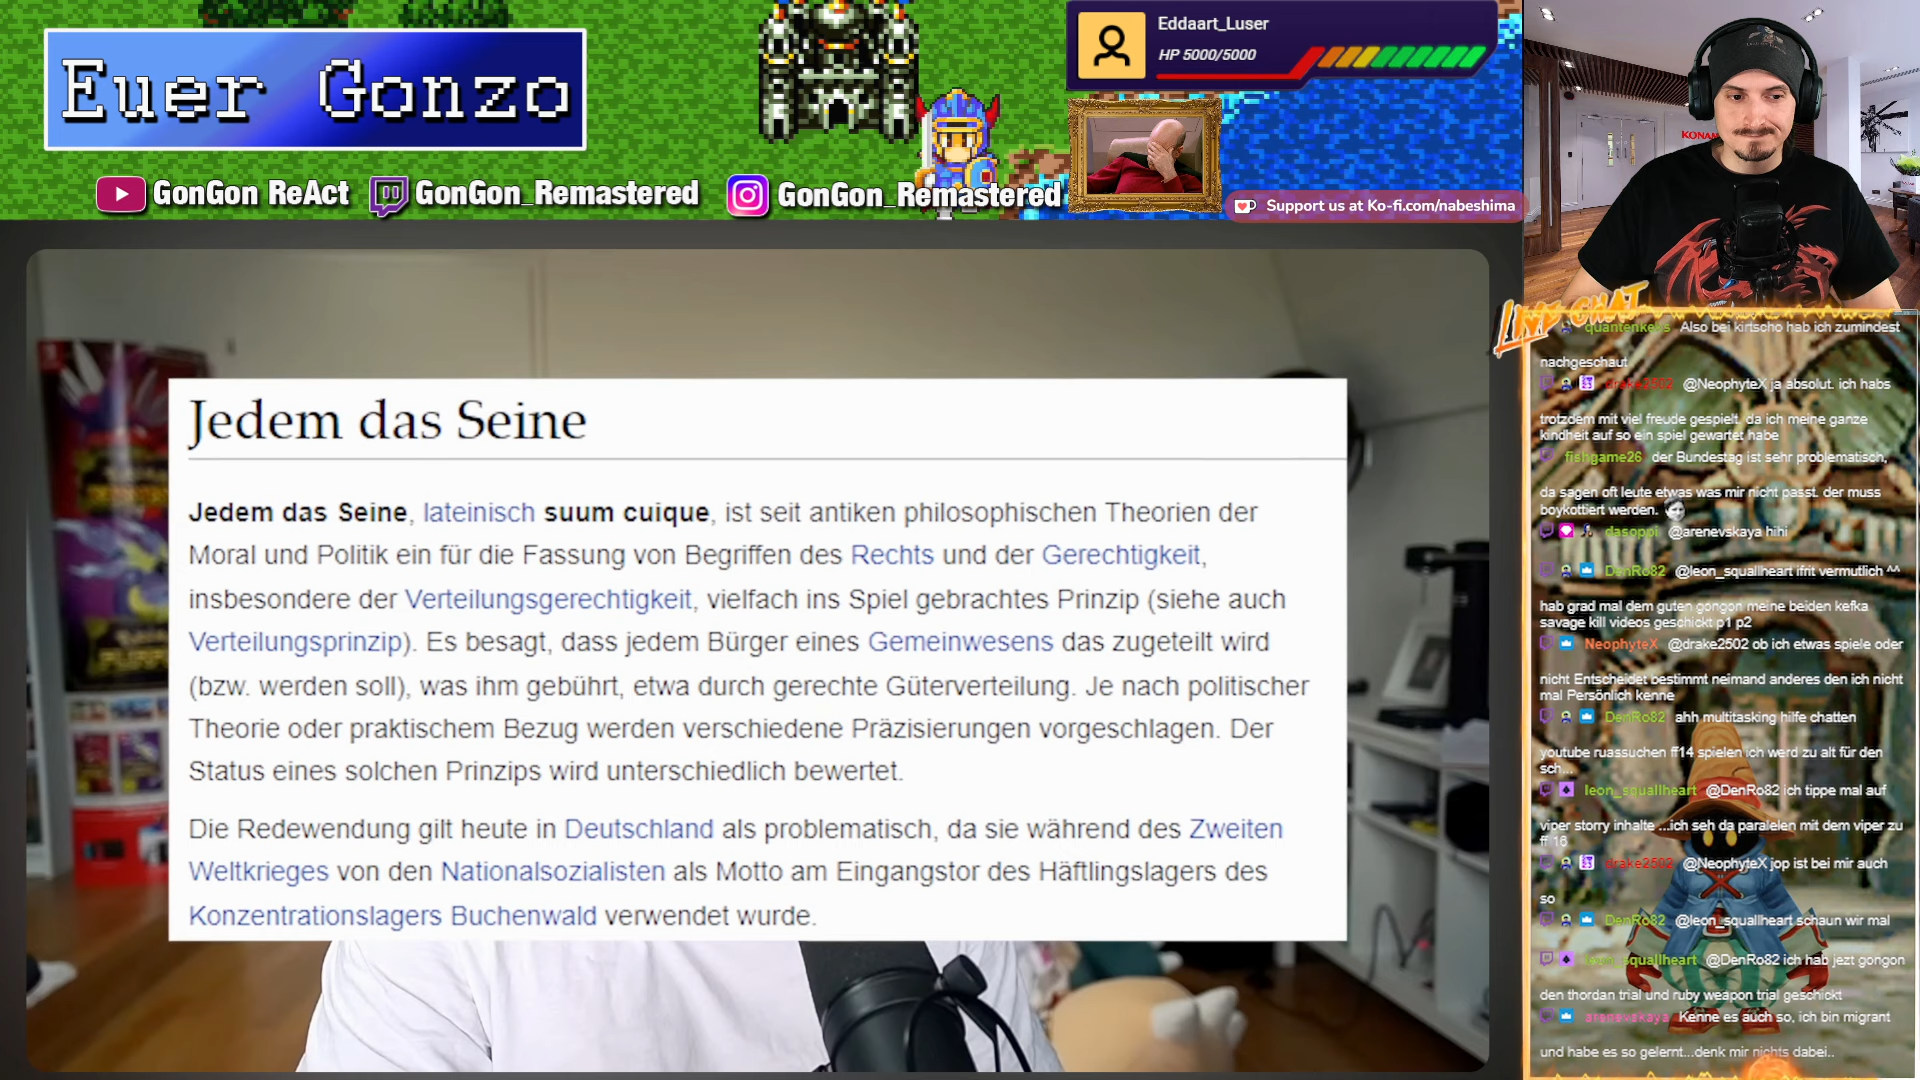 Euer Gonzo
GonGon ReAct
GonGon_Remastered
GonGon_Remastered
Eddaart_Luser
HP 5000/5000
Support us at Ko-fi.com/nabeshima
KONAM
Jedem das Seine
Jedem das Seine, lateinisch suum cuique, ist seit antiken philosophischen Theorien der
Moral und Politik ein für die Fassung von Begriffen des Rechts und der Gerechtigkeit,
insbesondere der Verteilungsgerechtigkeit, vielfach ins Spiel gebrachtes Prinzip (siehe auch
Verteilungsprinzip). Es besagt, dass jedem Bürger eines Gemeinwesens das zugeteilt wird
(bzw. werden soll), was ihm gebührt, etwa durch gerechte Güterverteilung. Je nach politischer
Theorie oder praktischem Bezug werden verschiedene Präzisierungen vorgeschlagen. Der
Status eines solchen Prinzips wird unterschiedlich bewertet.
Die Redewendung gilt heute in Deutschland als problematisch, da sie während des Zweiten
Weltkrieges von den Nationalsozialisten als Motto am Eingangstor des Häftlingslagers des
Konzentrationslagers Buchenwald verwendet wurde.
LIVE CHAT
Also bei kirtscho hab ich zumindest
nachgeschaut
drake2502 @NeophyteX ja absolut. ich habs
trotzdem mit viel freude gespielt. da ich meine ganze
kindheit auf so ein spiel gewartet habe
fishgame26 der Bundestag ist sehr problematisch,
da sagen oft leute etwas was mir nicht passt. der muss
boykottiert werden.
dasoppi @arenevskaya hihi
DenRo82 @leon_squallheart ifrit vermutlich ^^
hab grad mal dem guten gongon meine beiden kefka
savage kill videos geschickt p1 p2
NeophyteX @drake2502 ob ich etwas spiele oder
nicht Entscheidet bestimmt neimand anderes den ich nicht
mal Persönlich kenne
DenRo82 ahh multitasking hilfe chatten
youtube ruassuchen ff14 spielen ich werd zu alt für den
sch...
leon_squallheart @DenRo82 ich tippe mal auf
viper storry inhalte ...ich seh da paralelen mit dem viper zu
ff 16
drake2502 @NeophyteX jop ist bei mir auch
so
DenRo82 @leon_squallheart schaun wir mal
leon_squallheart @DenRo82 ich hab jezt gongon
den thordan trial und ruby weapon trial geschickt
arenevskaya Kenne es auch so, ich bin migrant
und habe es so gelernt...denk mir nichts dabei..